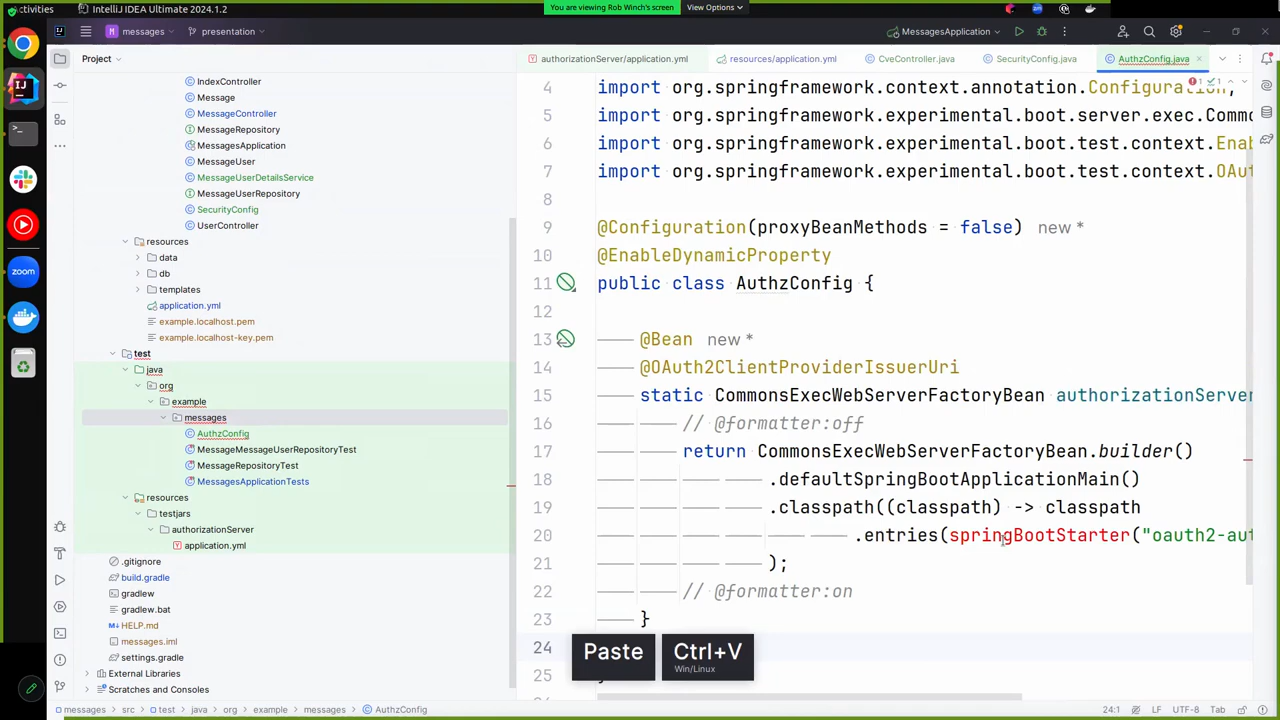 Activities
IntelliJ IDEA Ultimate 2024.1.2
You are viewing Rob Winch's screen
View Options
messages
presentation
MessagesApplication
Project
authorizationServer/application.yml
resources/application.yml
CveController.java
SecurityConfig.java
AuthzConfig.java
IndexController
Message
MessageController
MessageRepository
MessagesApplication
MessageUser
MessageUserDetailsService
MessageUserRepository
SecurityConfig
UserController
resources
data
db
templates
application.yml
example.localhost.pem
example.localhost-key.pem
test
java
org
example
messages
AuthzConfig
MessageMessageUserRepositoryTest
MessageRepositoryTest
MessagesApplicationTests
resources
testjars
authorizationServer
application.yml
.gitignore
build.gradle
gradlew
gradlew.bat
HELP.md
messages.iml
settings.gradle
External Libraries
Scratches and Consoles
4 import org.springframework.context.annotation.Configuration;
5 import org.springframework.experimental.boot.server.exec.Commo
6 import org.springframework.experimental.boot.test.context.Enab
7 import org.springframework.experimental.boot.test.context.OAut
8
9 @Configuration(proxyBeanMethods = false) new *
10 @EnableDynamicProperty
11 public class AuthzConfig {
12
13 @Bean new *
14 @OAuth2ClientProviderIssuerUri
15 static CommonsExecWebServerFactoryBean authorizationServer
16 // @formatter:off
17 return CommonsExecWebServerFactoryBean.builder()
18 .defaultSpringBootApplicationMain()
19 .classpath((classpath) -> classpath
20 .entries(springBootStarter("oauth2-aut
21 );
22 // @formatter:on
23 }
24
25
Paste
Ctrl+V
Win/Linux
messages > src > test > java > org > example > messages > AuthzConfig
24:1 LF UTF-8 Tab